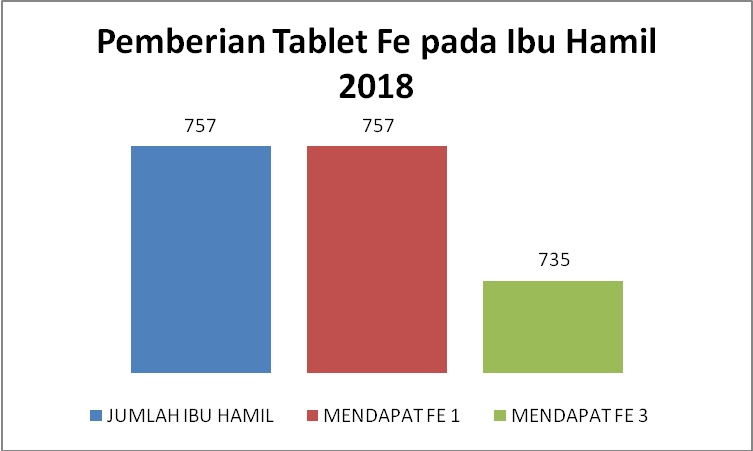 Pemberian Tablet Fe pada Ibu Hamil
2018
757 757
735
JUMLAH IBU HAMIL MENDAPAT FE 1 MENDAPAT FE 3